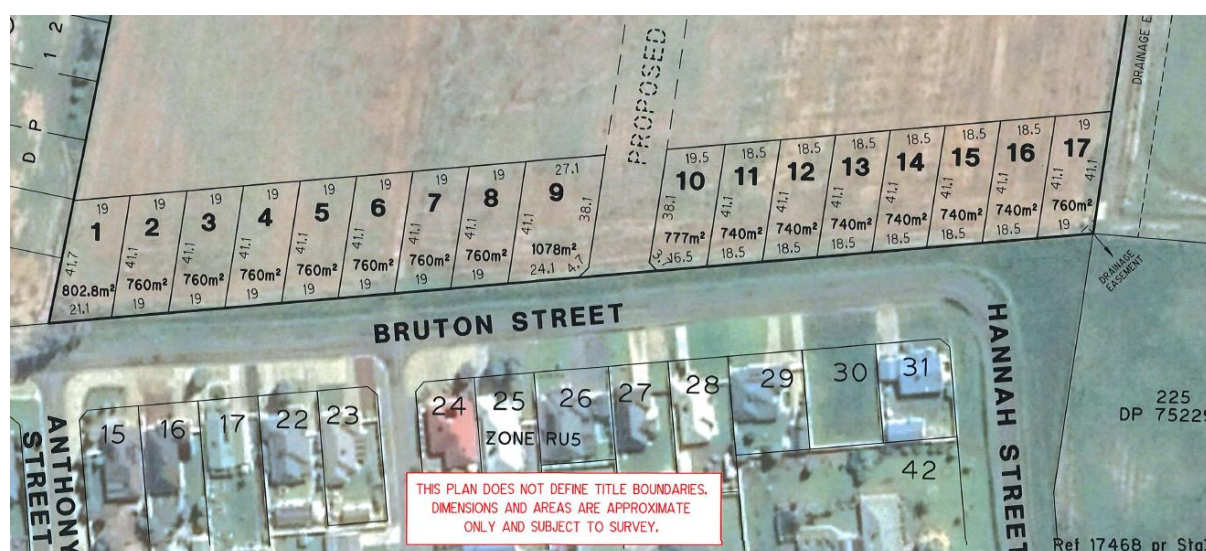 12
DP
PROPOSED
DRAINAGE E
19
19
19
19
19
19
19
19
27.1
19.5
18.5
18.5
18.5
18.5
18.5
18.5
19
1
2
3
4
5
6
7
8
9
10
11
12
13
14
15
16
17
41.7
41.1
41.1
41.1
41.1
41.1
41.1
41.1
41.1
38.1
38.1
41.1
41.1
41.1
41.1
41.1
41.1
41.1
41.1
802.8m²
760m²
760m²
760m²
760m²
760m²
760m²
760m²
1078m²
777m²
740m²
740m²
740m²
740m²
740m²
740m²
760m²
21.1
19
19
19
19
19
19
19
24.1
4.7
16.5
18.5
18.5
18.5
18.5
18.5
18.5
19
DRAINAGE
EASEMENT
BRUTON STREET
ANTHONY
STREET
HANNAH STREET
15
16
17
22
23
24
25
26
27
28
29
30
31
42
ZONE RU5
225
DP 7522
THIS PLAN DOES NOT DEFINE TITLE BOUNDARIES.
DIMENSIONS AND AREAS ARE APPROXIMATE
ONLY AND SUBJECT TO SURVEY.
Ref 17468 pr